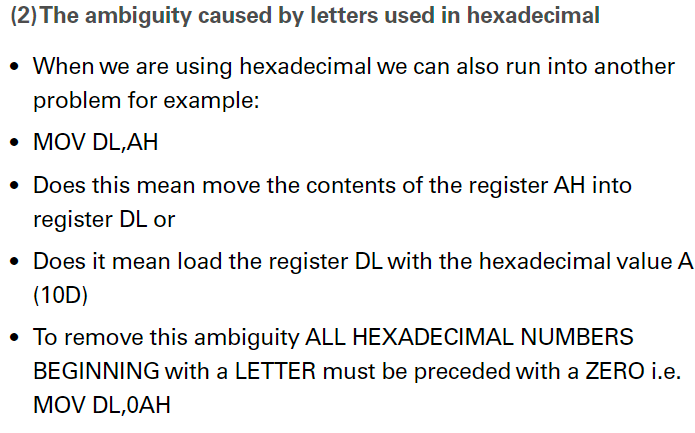 (2)The ambiguity caused by letters used in hexadecimal
• When we are using hexadecimal we can also run into another
problem for example:
• MOV DL,AH
• Does this mean move the contents of the register AH into
register DL or
• Does it mean load the register DL with the hexadecimal value A
(10D)
• To remove this ambiguity ALL HEXADECIMAL NUMBERS
BEGINNING with a LETTER must be preceded with a ZERO i.e.
MOV DL,0AH